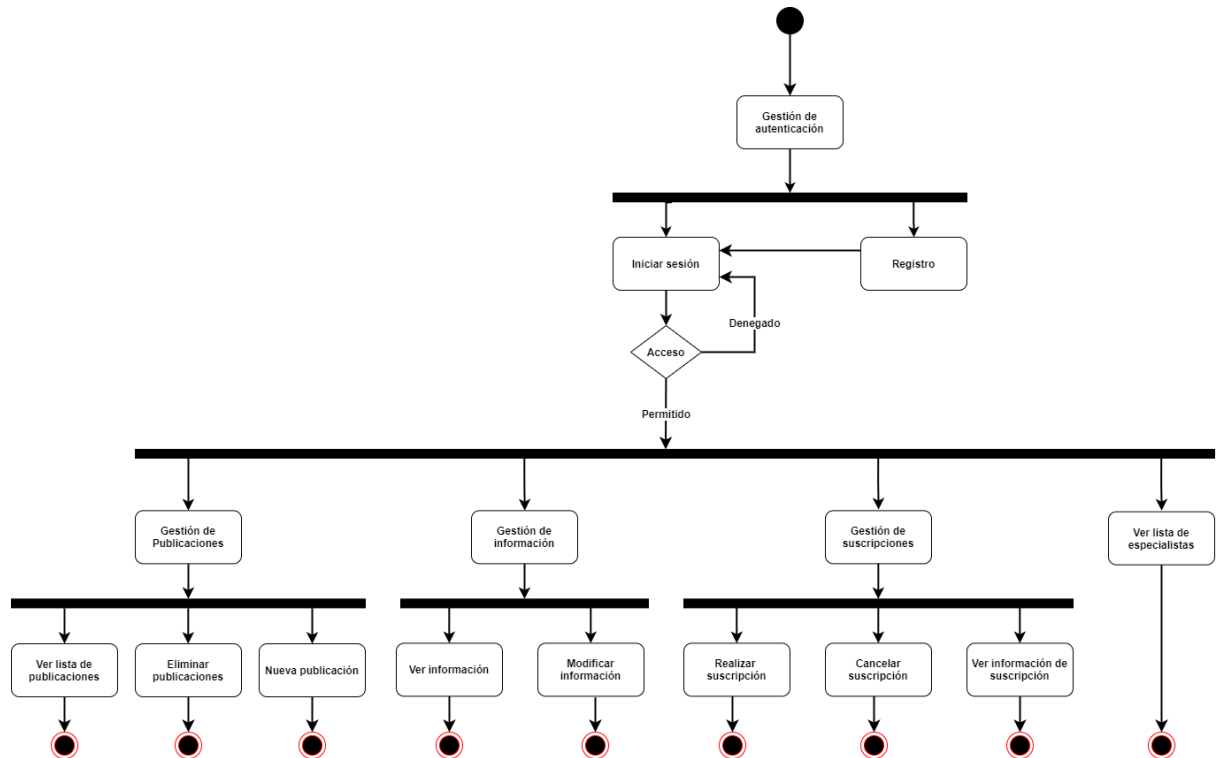 Gestión de
autenticación
Iniciar sesión
Registro
Denegado
Acceso
Permitido
Gestión de
Publicaciones
Gestión de
información
Gestión de
suscripciones
Ver lista de
especialistas
Ver lista de
publicaciones
Eliminar
publicaciones
Nueva publicación
Ver información
Modificar
información
Realizar
suscripción
Cancelar
suscripción
Ver información de
suscripción